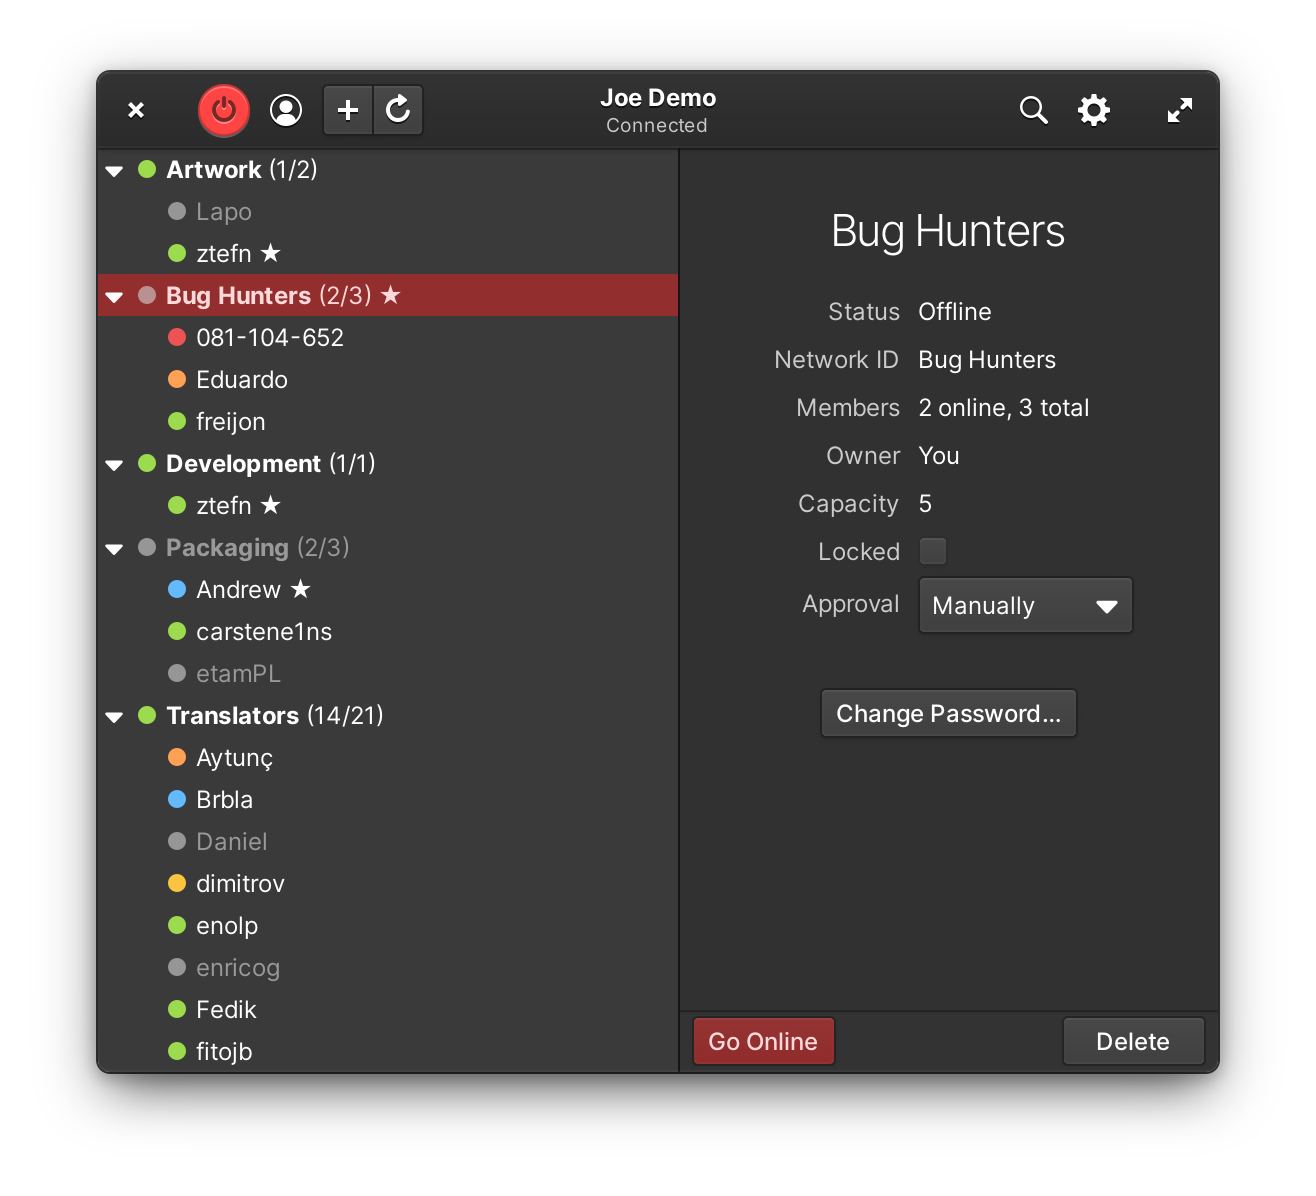 Joe Demo
Connected
Artwork (1/2)
Lapo
ztefn ★
Bug Hunters (2/3) ★
081-104-652
Eduardo
freijon
Development (1/1)
ztefn ★
Packaging (2/3)
Andrew ★
carstene1ns
etamPL
Translators (14/21)
Aytunç
Brbla
Daniel
dimitrov
enolp
enricog
Fedik
fitojb
Bug Hunters
Status Offline
Network ID Bug Hunters
Members 2 online, 3 total
Owner You
Capacity 5
Locked
Approval Manually
Change Password...
Go Online Delete